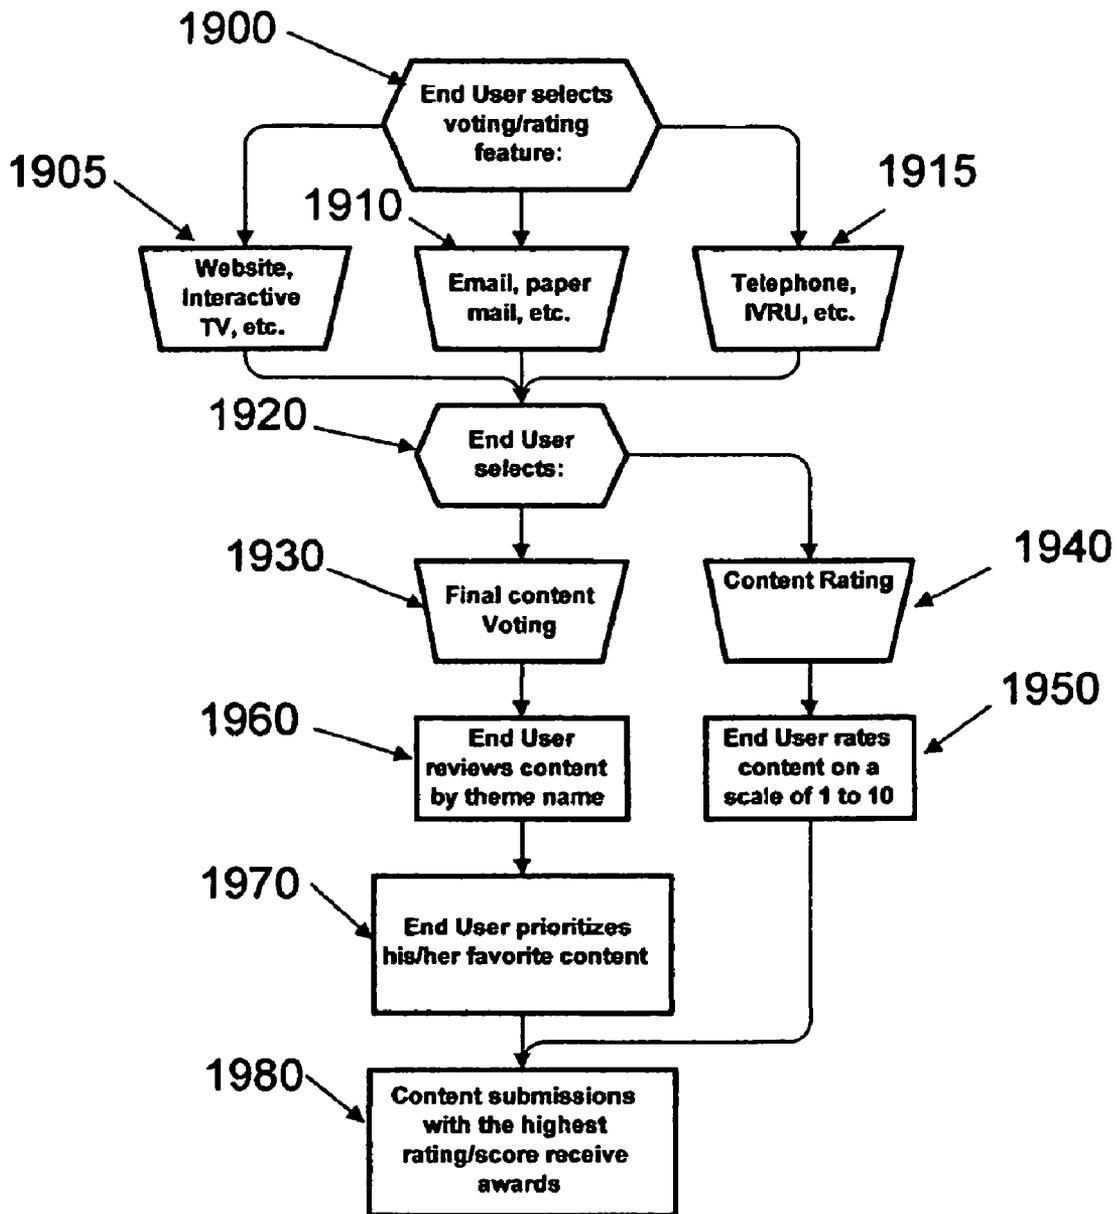 1900
End User selects
voting/rating
feature:
1905
1910
1915
Website,
Interactive
TV, etc.
Email, paper
mail, etc.
Telephone,
IVRU, etc.
1920
End User
selects:
1930
1940
Final content
Voting
Content Rating
1960
1950
End User
reviews content
by theme name
End User rates
content on a
scale of 1 to 10
1970
End User prioritizes
his/her favorite content
1980
Content submissions
with the highest
rating/score receive
awards